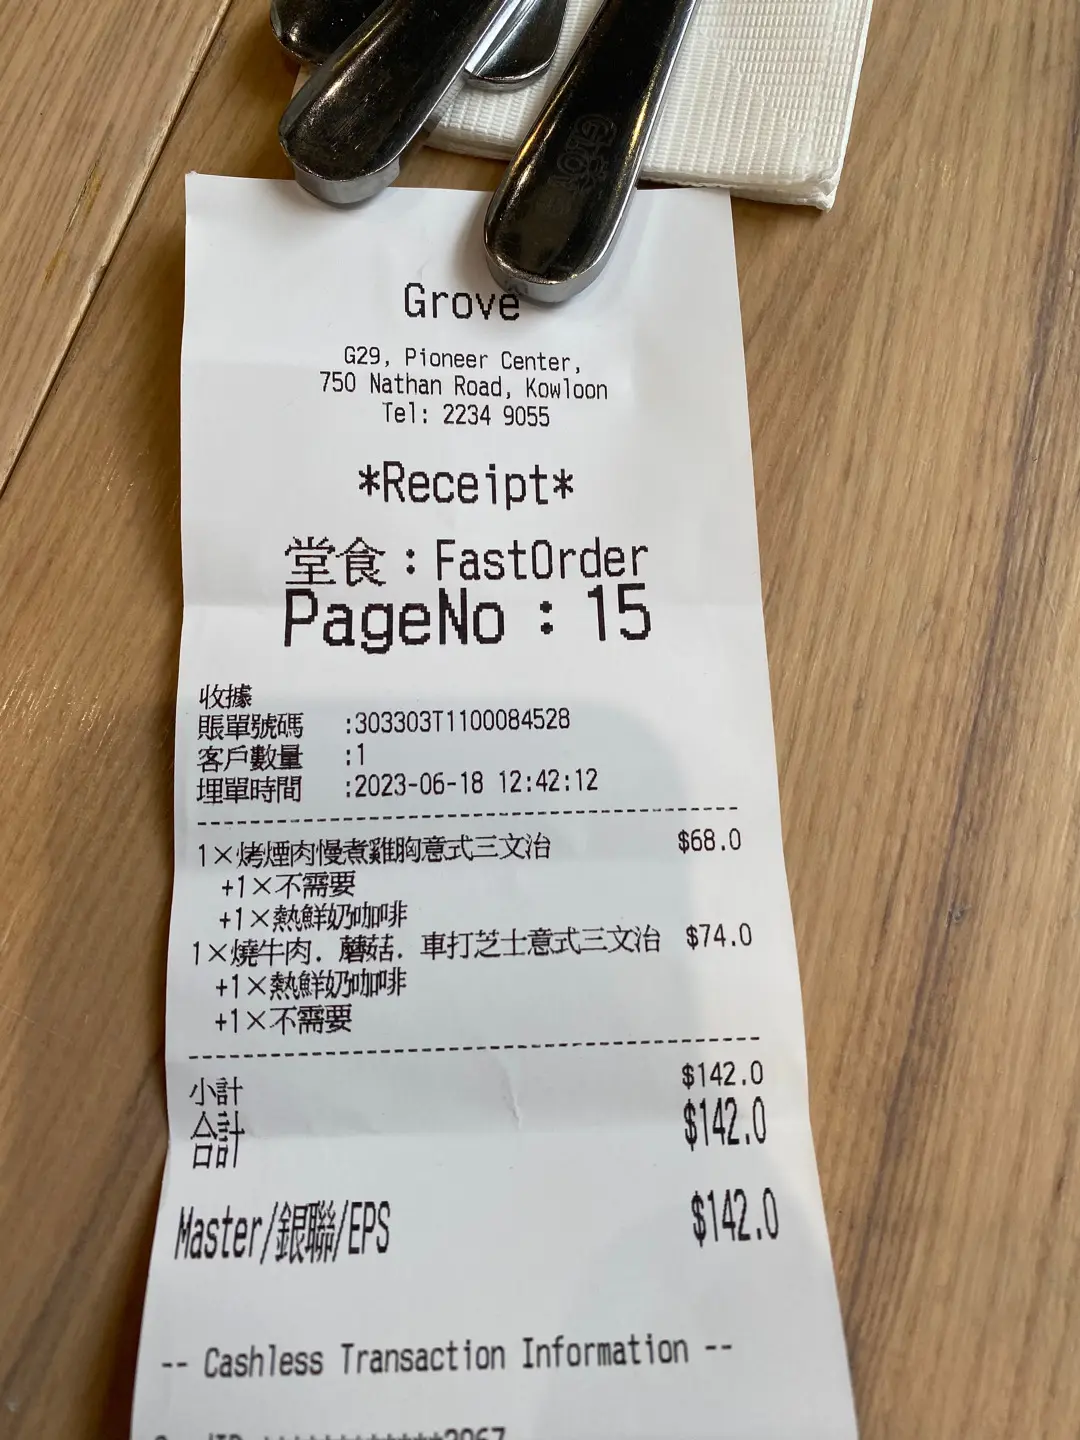 Grove
G29, Pioneer Center,
750 Nathan Road, Kowloon
Tel: 2234 9055
*Receipt*
堂食：FastOrder
PageNo：15
收據
賬單號碼 :303303T1100084528
客戶數量 :1
埋單時間 :2023-06-18 12:42:12
1×烤煙肉慢煮雞胸意式三文治 $68.0
+1×不需要
+1×熱鮮奶咖啡
1×燒牛肉．蘑菇．車打芝士意式三文治 $74.0
+1×熱鮮奶咖啡
+1×不需要
小計 $142.0
合計 $142.0
Master/銀聯/EPS $142.0
-- Cashless Transaction Information --